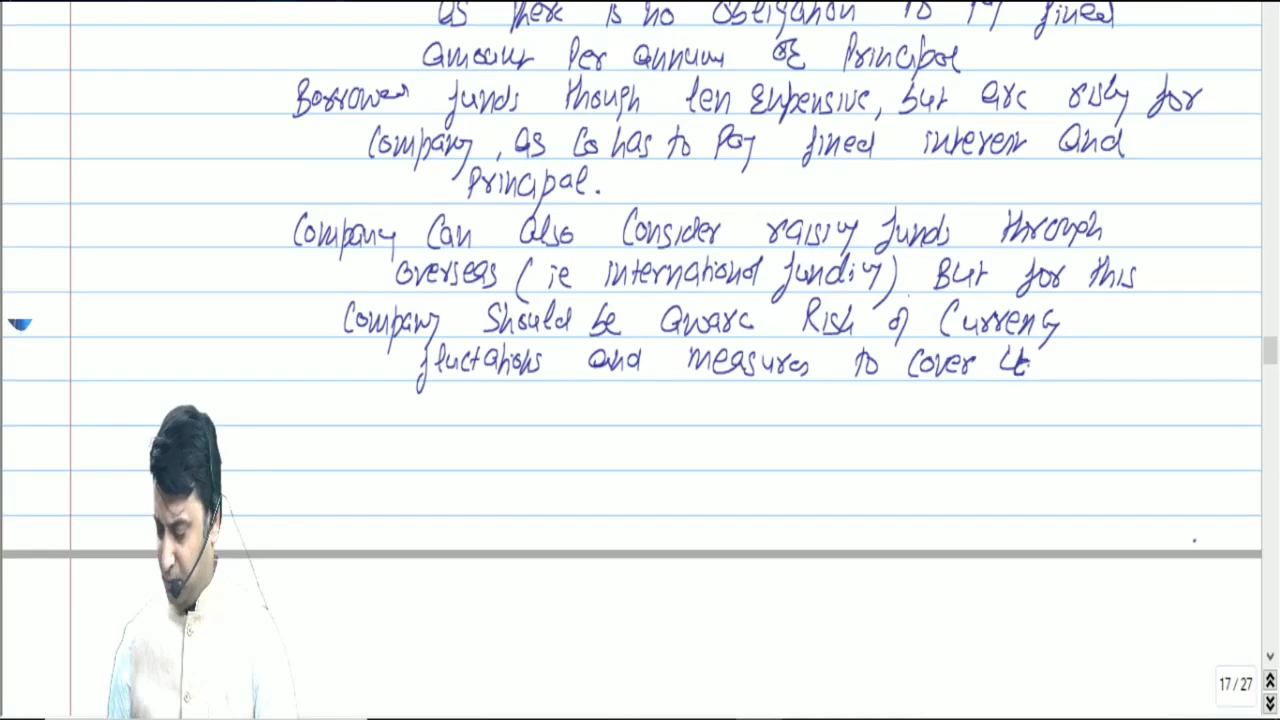 as there is no obligation to pay fixed
amount per annum or Principal
Borrowed funds though less expensive, but are risky for
Company, as Co has to pay fixed interest and
Principal.
Company can also consider raising funds through
overseas (ie international funding) But for this
Company should be aware Risk of Currency
fluctations and measures to cover it
17 / 27